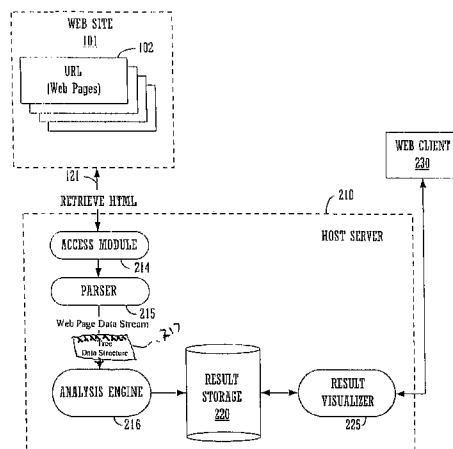 WEB SITE
101
102
URL
(Web Pages)
121
RETRIEVE HTML
WEB CLIENT
230
210
HOST SERVER
ACCESS MODULE
214
PARSER
215
Web Page Data Stream
217
Tree
Data Structure
ANALYSIS ENGINE
216
RESULT
STORAGE
220
RESULT
VISUALIZER
225